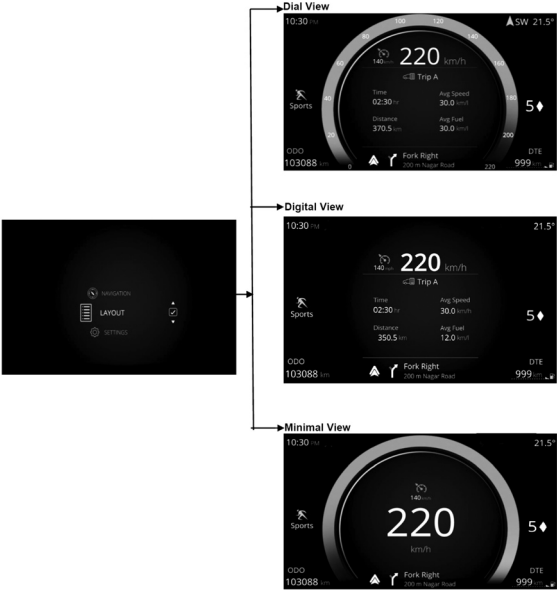 Dial View
10:30 PM
SW 21.5°
80 100 120
60 140
40 160
20 180
0 200
220
140 km/h 220 km/h
Trip A
Time Avg Speed
02:30 hr 30.0 km/l
Distance Avg Fuel
370.5 km 30.0 km/l
Sports
5
ODO
103088 km
Fork Right
200 m Nagar Road
DTE
999 km
NAVIGATION
LAYOUT
SETTINGS
Digital View
10:30 PM
21.5°
140 km/h 220 km/h
Trip A
Time Avg Speed
02:30 hr 30.0 km/h
Distance Avg Fuel
350.5 km 12.0 km/l
Sports
5
ODO
103088 km
Fork Right
200 m Nagar Road
DTE
999 km
Minimal View
10:30 PM
21.5°
140 km/h
220
km/h
Sports
5
ODO
103088 km
Fork Right
200 m Nagar Road
DTE
999 km